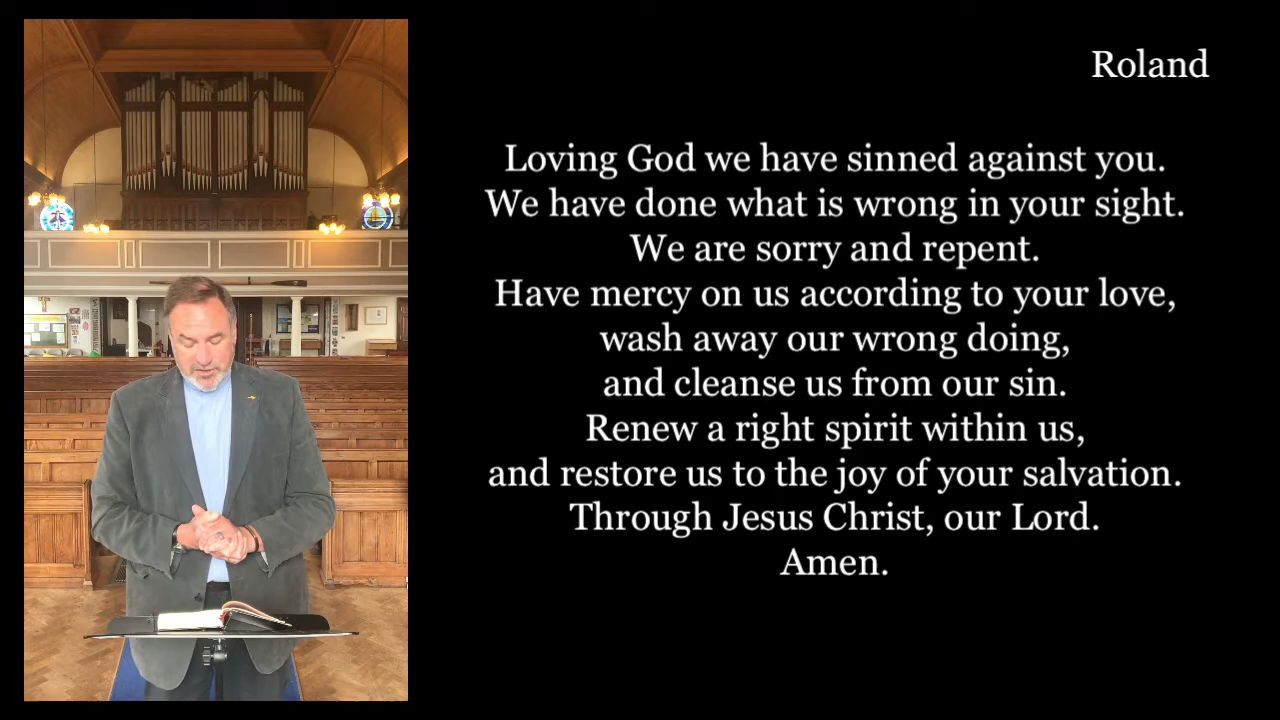 Roland
Loving God we have sinned against you.
We have done what is wrong in your sight.
We are sorry and repent.
Have mercy on us according to your love,
wash away our wrong doing,
and cleanse us from our sin.
Renew a right spirit within us,
and restore us to the joy of your salvation.
Through Jesus Christ, our Lord.
Amen.